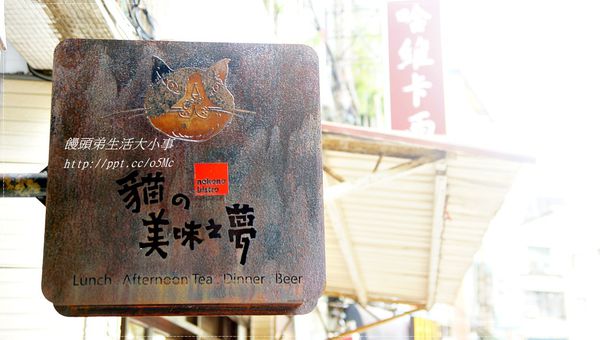 哈維卡
饅頭弟生活大小事
http://ppt.cc/o5Mc
nekono
bistro
貓の
美味之夢
Lunch . Afternoon Tea . Dinner . Beer